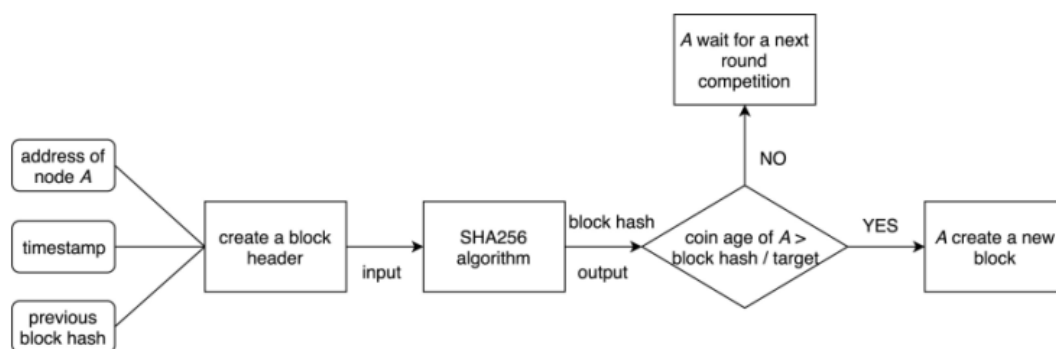 A wait for a next
round
competition
address of
node A
NO
timestamp
create a block
header
input
SHA256
algorithm
block hash
output
coin age of A >
block hash / target
YES
A create a new
block
previous
block hash